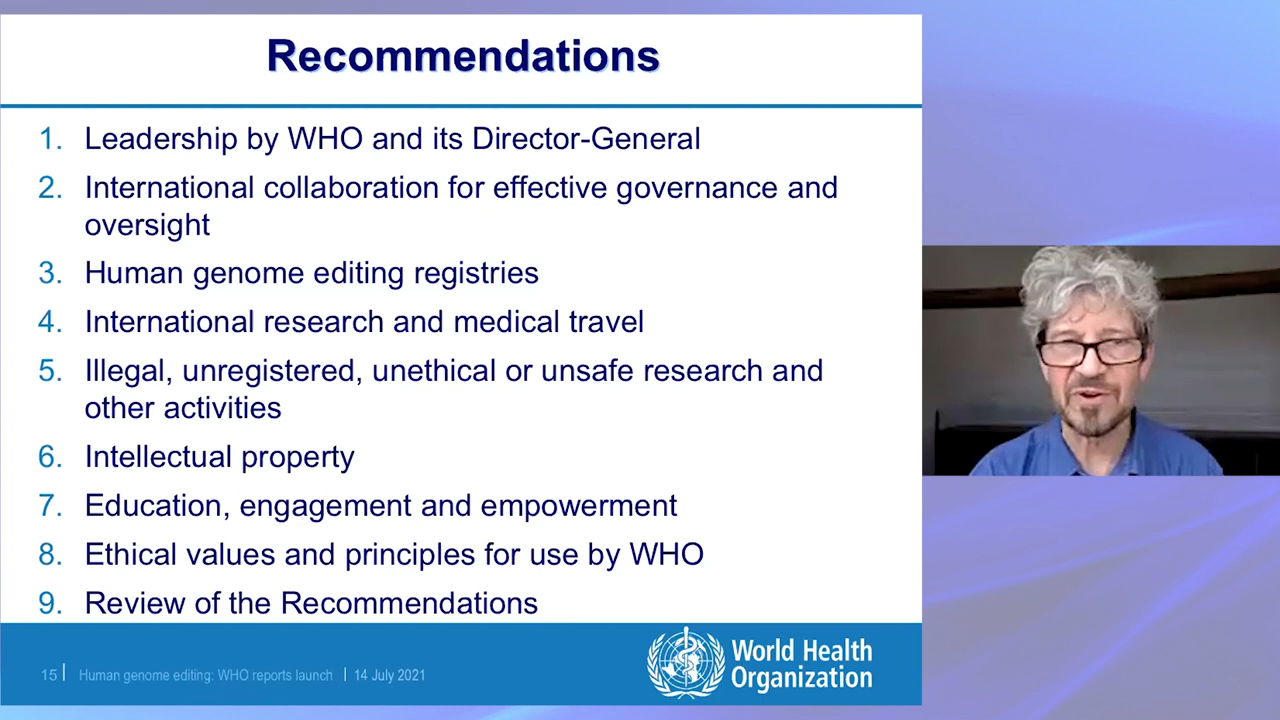 Recommendations
1. Leadership by WHO and its Director-General
2. International collaboration for effective governance and
oversight
3. Human genome editing registries
4. International research and medical travel
5. Illegal, unregistered, unethical or unsafe research and
other activities
6. Intellectual property
7. Education, engagement and empowerment
8. Ethical values and principles for use by WHO
9. Review of the Recommendations
15 | Human genome editing: WHO reports launch | 14 July 2021
World Health
Organization